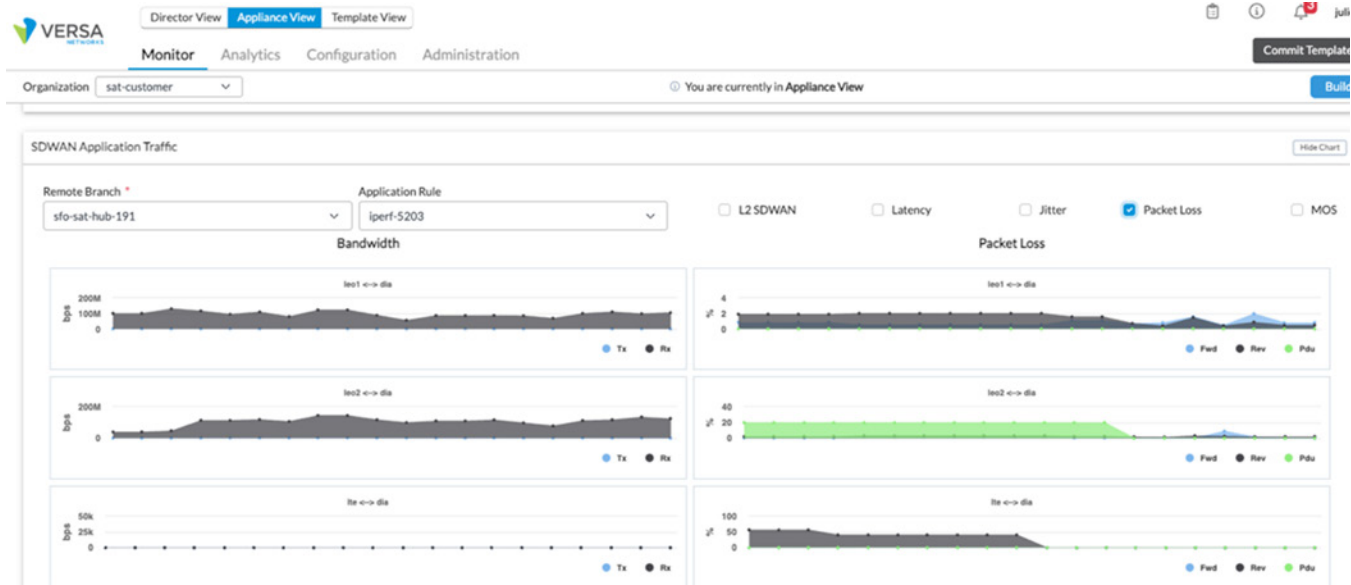 Director View Appliance View Template View
3
VERSA
NETWORKS
Monitor Analytics Configuration Administration
Commit Template
Organization sat-customer
You are currently in Appliance View
Build
SDWAN Application Traffic
Hide Chart
Remote Branch *
Application Rule
sfo-sat-hub-191
iperf-5203
L2 SDWAN Latency Jitter Packet Loss MOS
Bandwidth
Packet Loss
leo1 <-> dia
200M
100M
0
bps
Tx Rx
leo1 <-> dia
4
2
0
%
Fwd Rev Pdu
leo2 <-> dia
200M
0
bps
Tx Rx
leo2 <-> dia
40
20
0
%
Fwd Rev Pdu
lte <-> dia
50k
25k
0
bps
Tx Rx
lte <-> dia
100
50
0
%
Fwd Rev Pdu